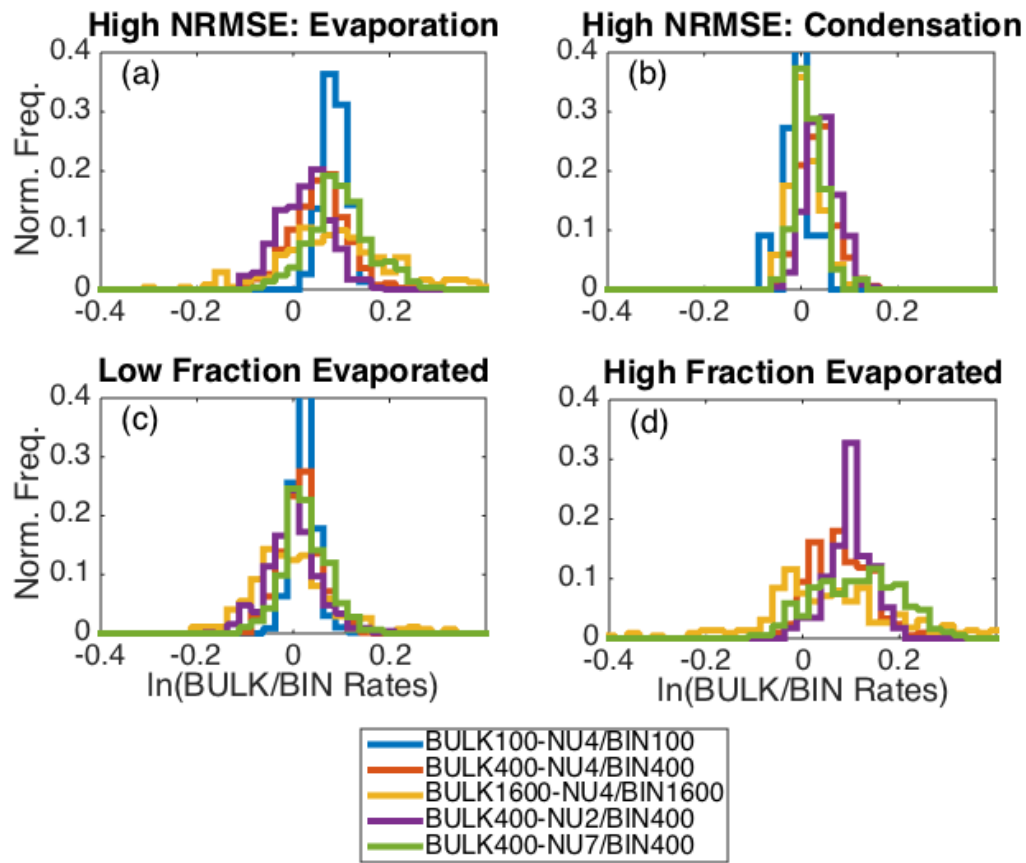 High NRMSE: Evaporation
High NRMSE: Condensation
(a)
(b)
Norm. Freq.
0.4
0.3
0.2
0.1
0
-0.4
-0.2
0
0.2
0.4
0.3
0.2
0.1
0
-0.4
-0.2
0
0.2
Low Fraction Evaporated
High Fraction Evaporated
(c)
(d)
Norm. Freq.
0.4
0.3
0.2
0.1
0
-0.4
-0.2
0
0.2
ln(BULK/BIN Rates)
0.4
0.3
0.2
0.1
0
-0.4
-0.2
0
0.2
ln(BULK/BIN Rates)
BULK100-NU4/BIN100
BULK400-NU4/BIN400
BULK1600-NU4/BIN1600
BULK400-NU2/BIN400
BULK400-NU7/BIN400